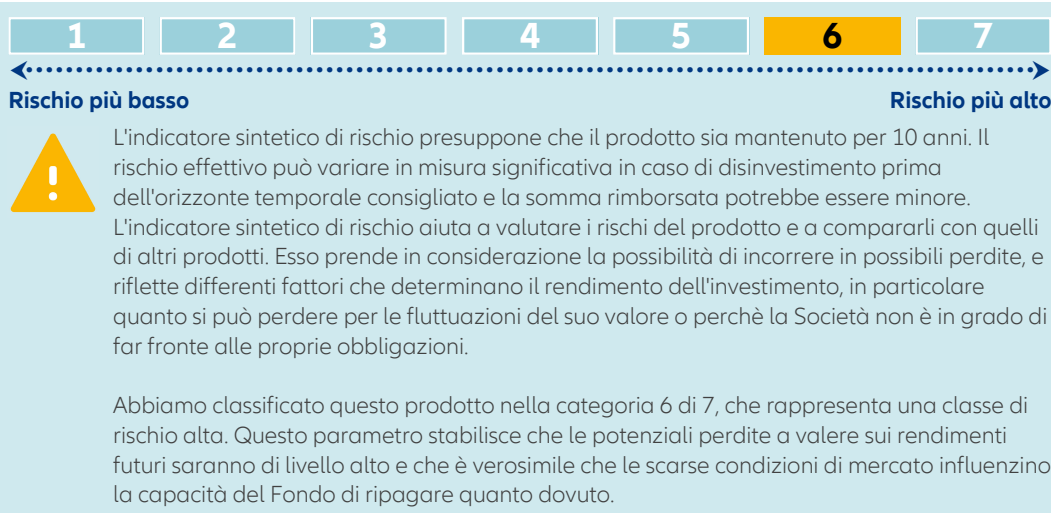 1 2 3 4 5 6 7
Rischio più basso Rischio più alto
L'indicatore sintetico di rischio presuppone che il prodotto sia mantenuto per 10 anni. Il
rischio effettivo può variare in misura significativa in caso di disinvestimento prima
dell'orizzonte temporale consigliato e la somma rimborsata potrebbe essere minore.
L'indicatore sintetico di rischio aiuta a valutare i rischi del prodotto e a compararli con quelli
di altri prodotti. Esso prende in considerazione la possibilità di incorrere in possibili perdite, e
riflette differenti fattori che determinano il rendimento dell'investimento, in particolare
quanto si può perdere per le fluttuazioni del suo valore o perchè la Società non è in grado di
far fronte alle proprie obbligazioni.
Abbiamo classificato questo prodotto nella categoria 6 di 7, che rappresenta una classe di
rischio alta. Questo parametro stabilisce che le potenziali perdite a valere sui rendimenti
futuri saranno di livello alto e che è verosimile che le scarse condizioni di mercato influenzino
la capacità del Fondo di ripagare quanto dovuto.